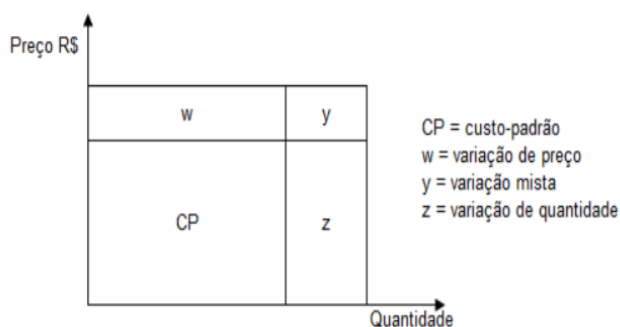 Preço R$
w
y
CP = custo-padrão
w = variação de preço
y = variação mista
z = variação de quantidade
CP
z
Quantidade